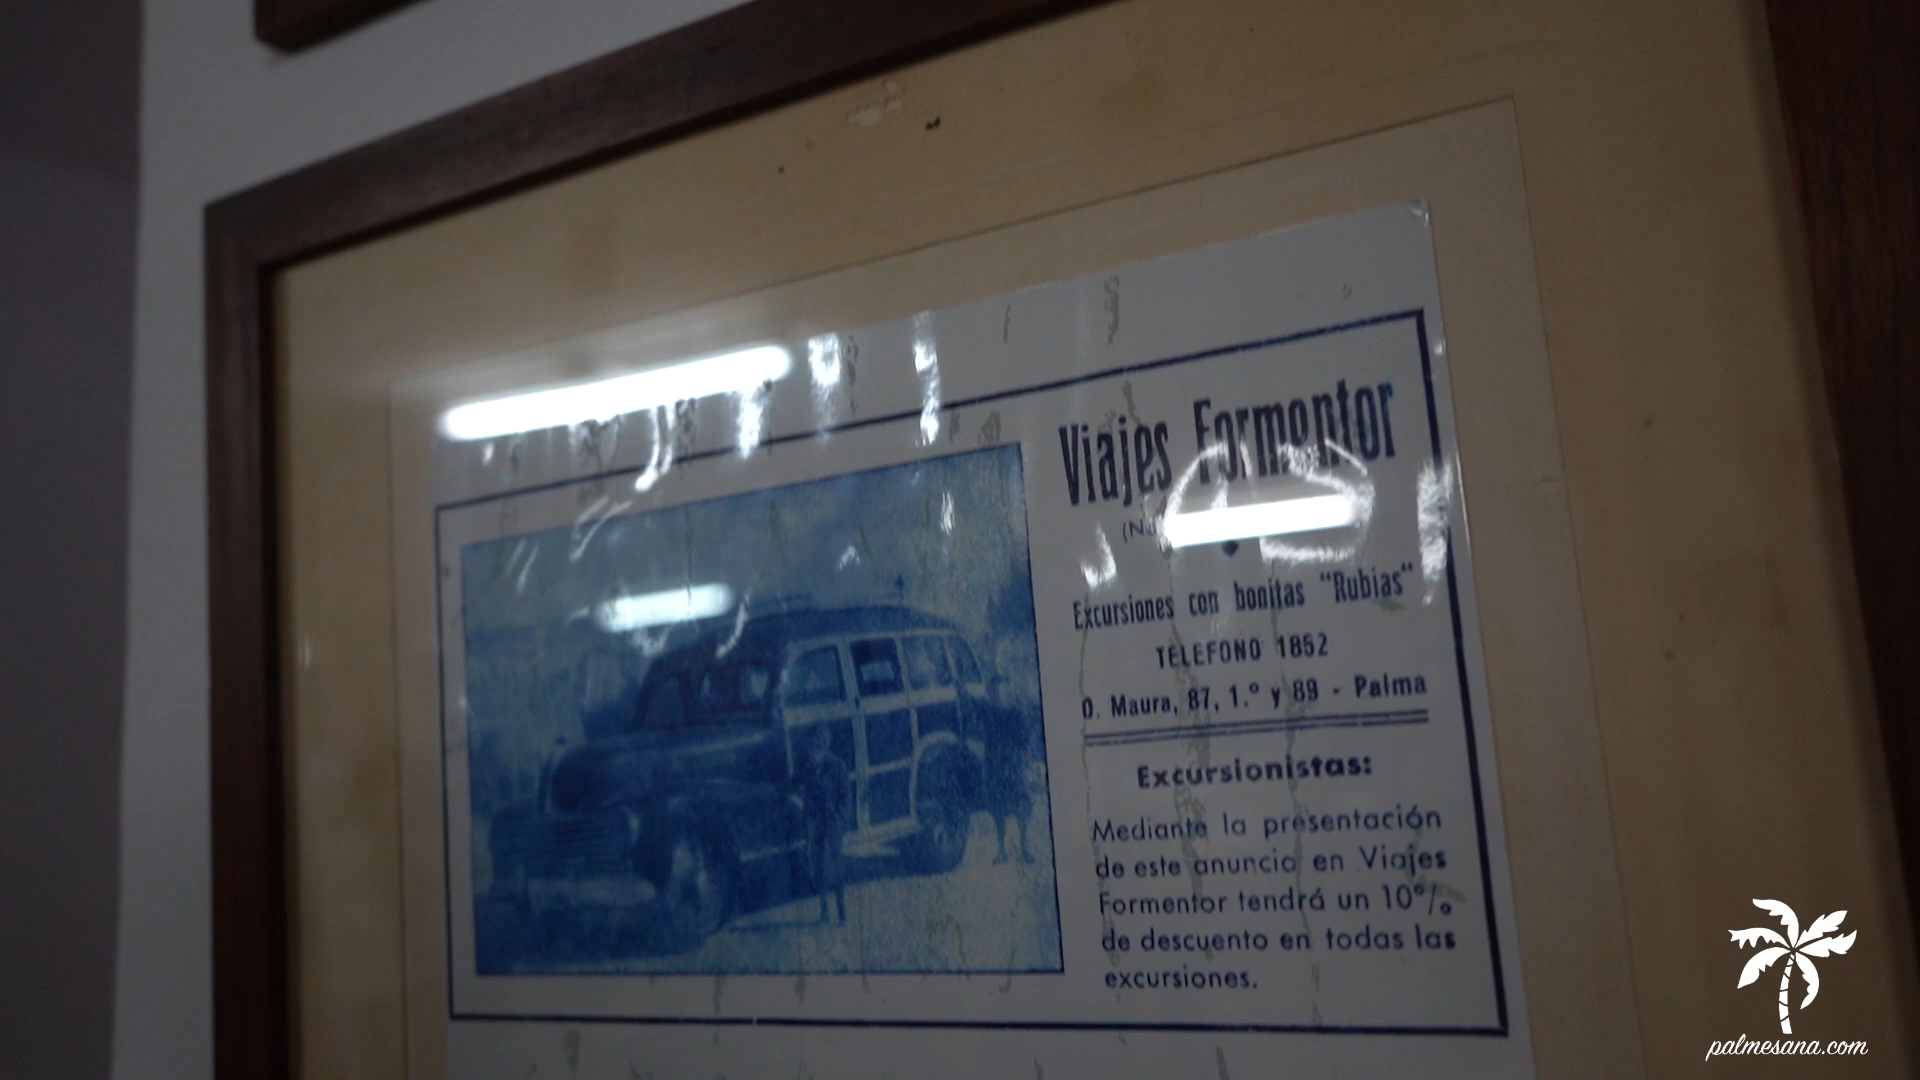 Viajes Formentor
Excursiones con bonitas "Rubias"
TELEFONO 1852
O. Maura, 87, 1.º y 89 - Palma
Excursionistas:
Mediante la presentación
de este anuncio en Viajes
Formentor tendrá un 10%
de descuento en todas las
excursiones.
palmesana.com